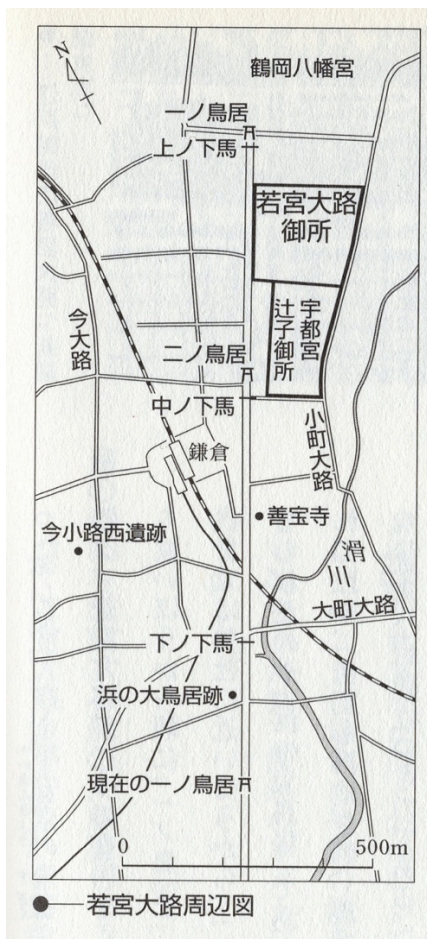 N
鶴岡八幡宮
一ノ鳥居
上ノ下馬
若宮大路
御所
宇都宮
辻子御所
今大路
二ノ鳥居
中ノ下馬
小町大路
鎌倉
善宝寺
今小路西遺跡
滑川
大町大路
下ノ下馬
浜の大鳥居跡
現在の一ノ鳥居
0
500m
●―若宮大路周辺図